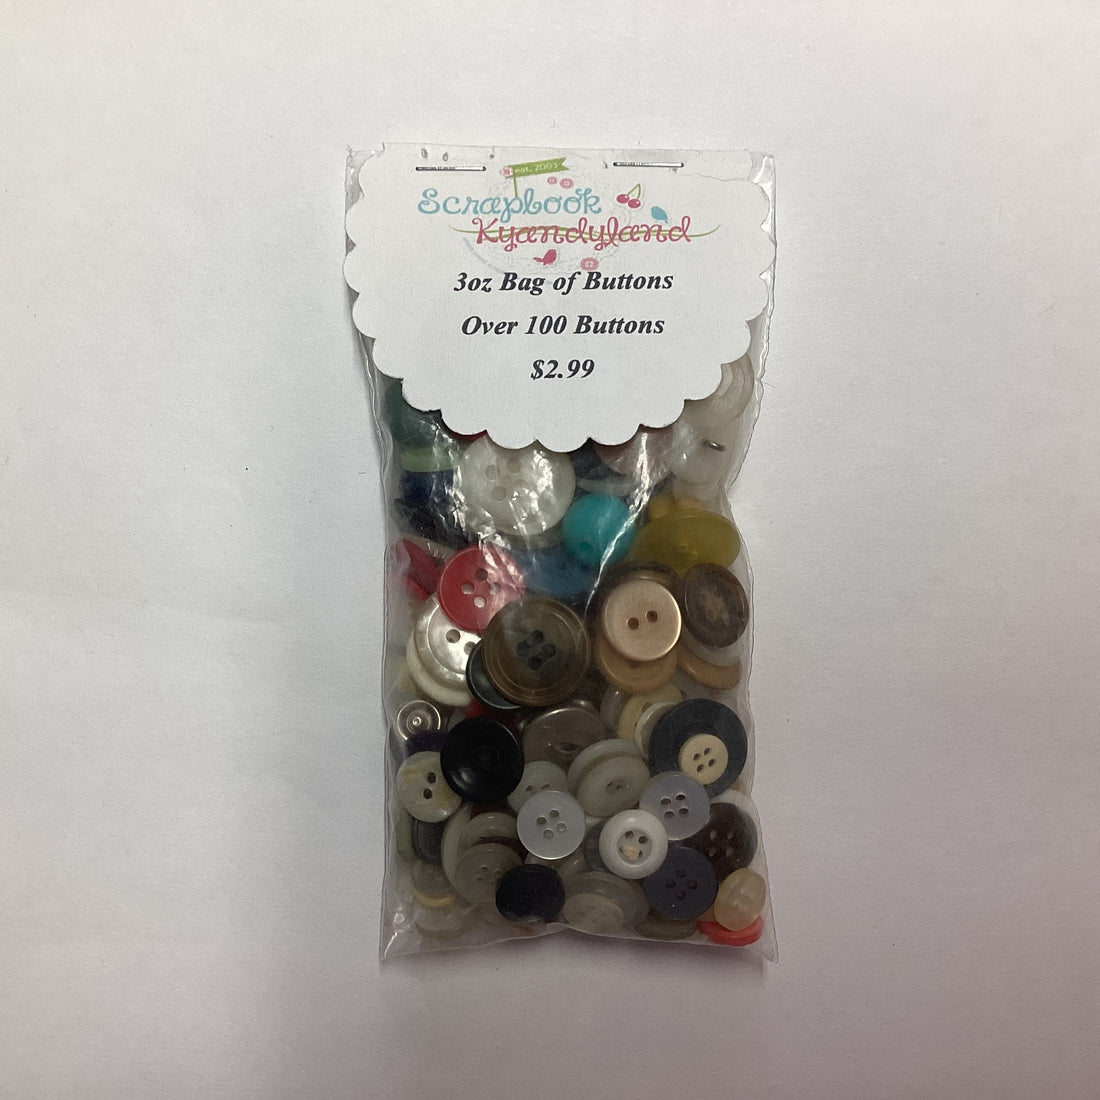 est. 2003
Scrapbook
Kyandyland
3oz Bag of Buttons
Over 100 Buttons
$2.99